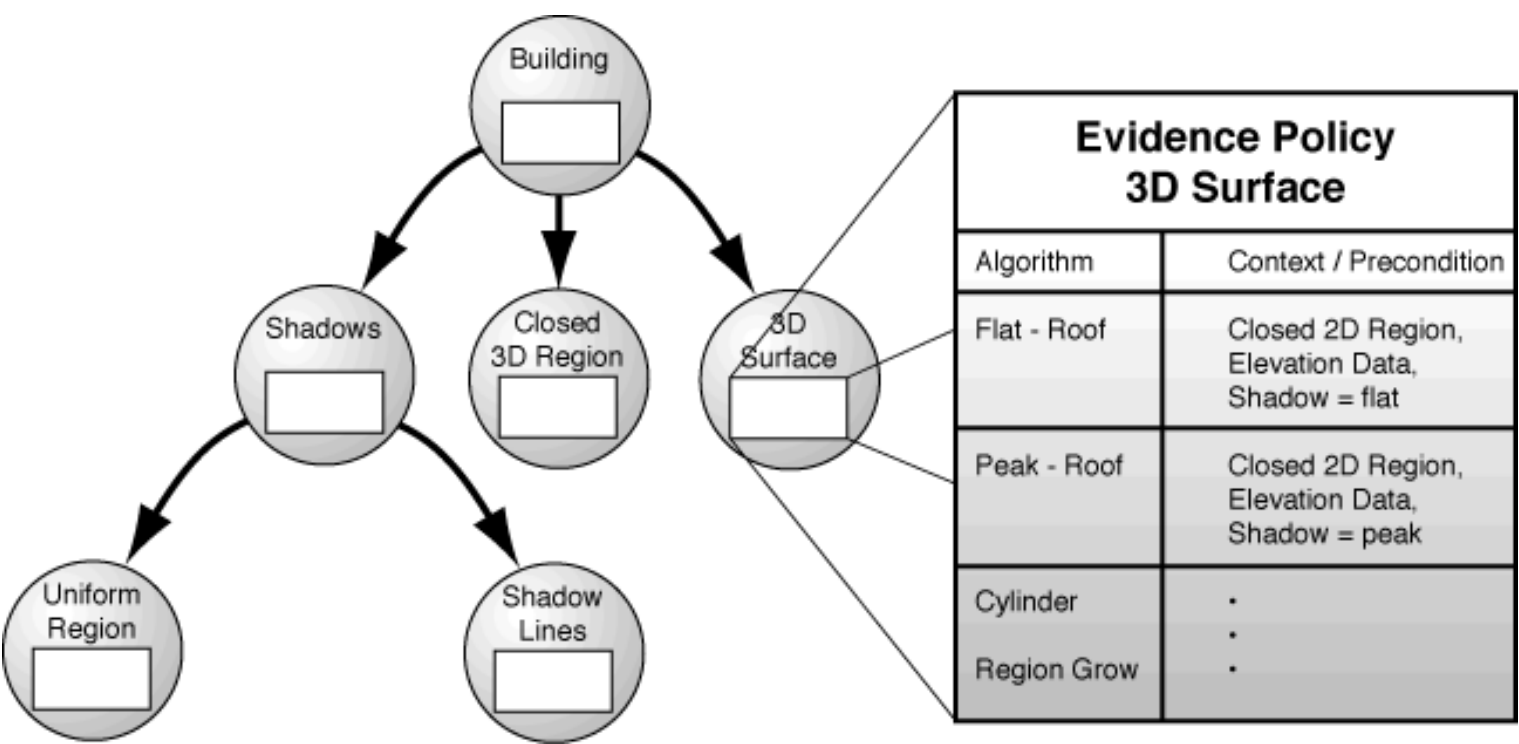 Building
Shadows
Closed
3D Region
3D
Surface
Uniform
Region
Shadow
Lines
Evidence Policy
3D Surface
Algorithm
Context / Precondition
Flat - Roof
Closed 2D Region,
Elevation Data,
Shadow = flat
Peak - Roof
Closed 2D Region,
Elevation Data,
Shadow = peak
Cylinder
Region Grow